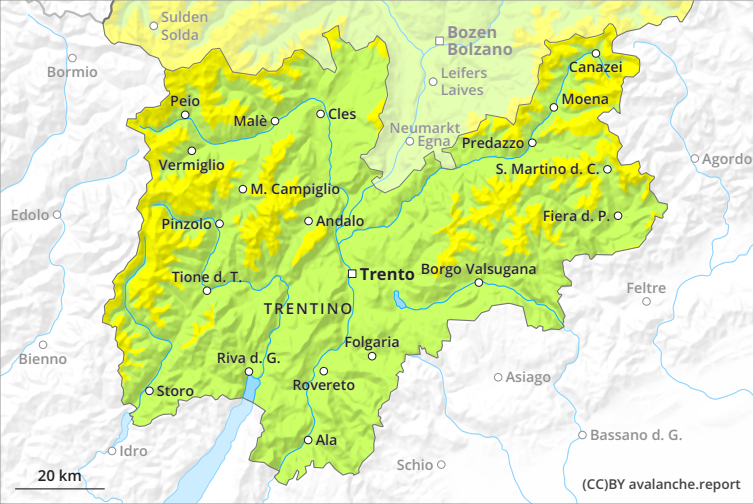 Sulden
Solda
Bozen
Bolzano
Bormio
Canazei
Leifers
Laives
Peio
Moena
Malè
Cles
Neumarkt
Egna
Predazzo
Vermiglio
Agordo
S. Martino d. C.
M. Campiglio
Edolo
Pinzolo
Andalo
Fiera d. P.
Trento
Borgo Valsugana
Tione d. T.
Feltre
TRENTINO
Folgaria
Bienno
Riva d. G.
Rovereto
Asiago
Storo
Ala
Bassano d. G.
Idro
Schio
20 km
(CC)BY avalanche.report